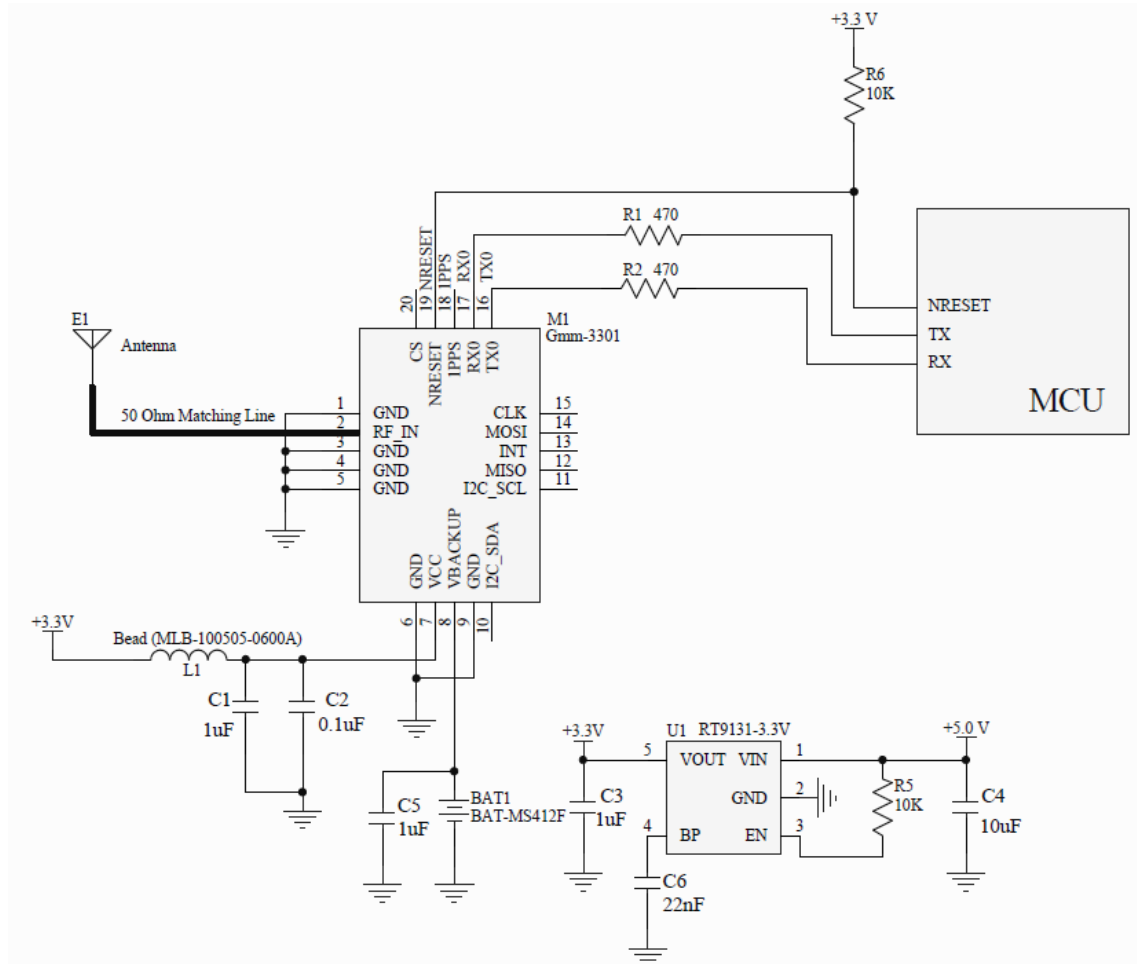 +3.3 V
R6
10K
R1 470
R2 470
NRESET
1PPS
RX0
TX0
20
19
18
17
16
M1
Gmm-3301
CS
NRESET
1PPS
RX0
TX0
NRESET
TX
RX
MCU
E1
Antenna
50 Ohm Matching Line
1
2
3
4
5
GND
RF_IN
GND
GND
GND
CLK
MOSI
INT
MISO
I2C_SCL
15
14
13
12
11
GND
VCC
VBACKUP
GND
I2C_SDA
6
7
8
9
10
+3.3V
Bead (MLB-100505-0600A)
L1
C1
1uF
C2
0.1uF
C5
1uF
BAT1
BAT-MS412F
+3.3V
U1 RT9131-3.3V
+5.0 V
5
VOUT
VIN
1
GND
2
4
BP
EN
3
C3
1uF
R5
10K
C4
10uF
C6
22nF